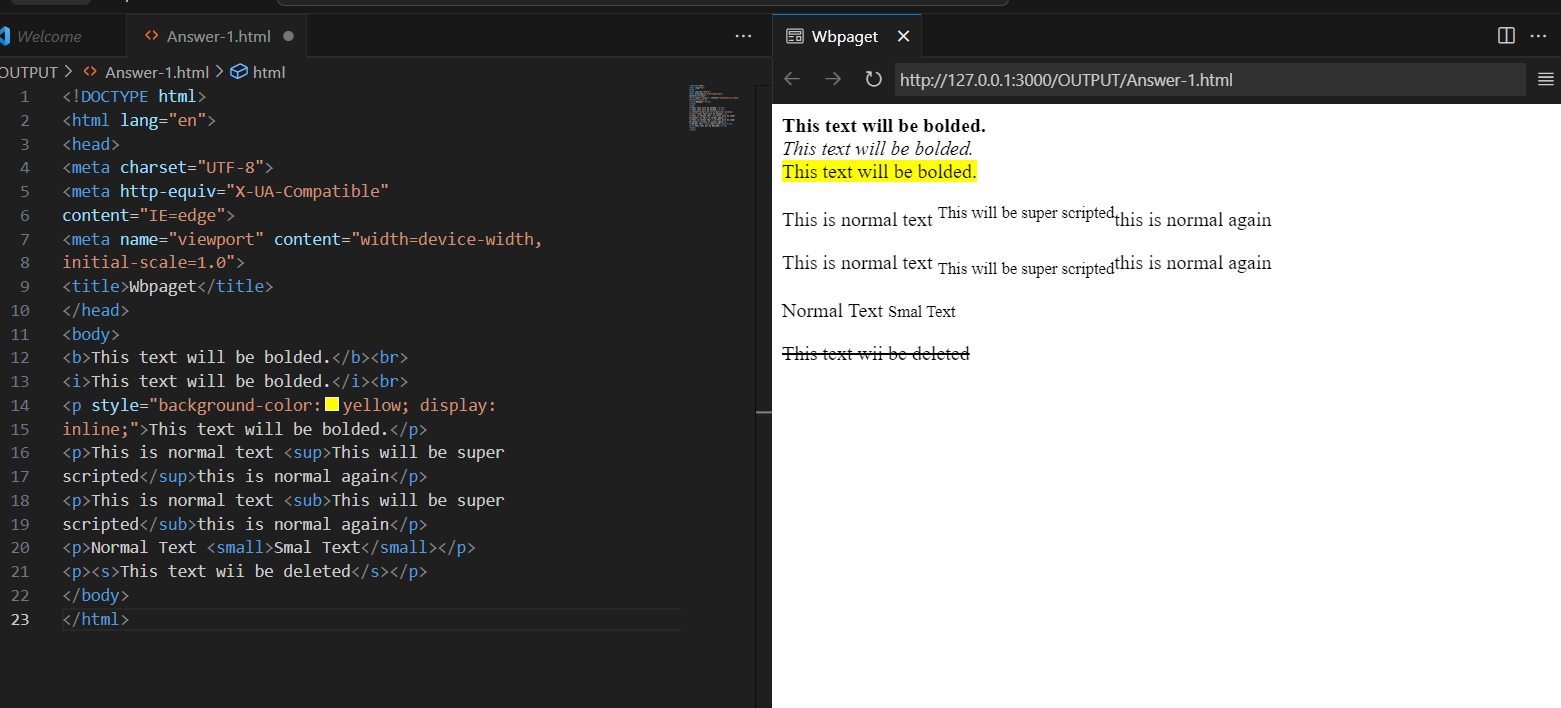 Welcome
Answer-1.html
OUTPUT > Answer-1.html > html
1 <!DOCTYPE html>
2 <html lang="en">
3 <head>
4 <meta charset="UTF-8">
5 <meta http-equiv="X-UA-Compatible"
6 content="IE=edge">
7 <meta name="viewport" content="width=device-width,
8 initial-scale=1.0">
9 <title>Wbpaget</title>
10 </head>
11 <body>
12 <b>This text will be bolded.</b><br>
13 <i>This text will be bolded.</i><br>
14 <p style="background-color:yellow; display:
15 inline;">This text will be bolded.</p>
16 <p>This is normal text <sup>This will be super
17 scripted</sup>this is normal again</p>
18 <p>This is normal text <sub>This will be super
19 scripted</sub>this is normal again</p>
20 <p>Normal Text <small>Smal Text</small></p>
21 <p><s>This text wii be deleted</s></p>
22 </body>
23 </html>
Wbpaget
http://127.0.0.1:3000/OUTPUT/Answer-1.html
This text will be bolded.
This text will be bolded.
This text will be bolded.
This is normal text This will be super scriptedthis is normal again
This is normal text This will be super scriptedthis is normal again
Normal Text Smal Text
This text wii be deleted